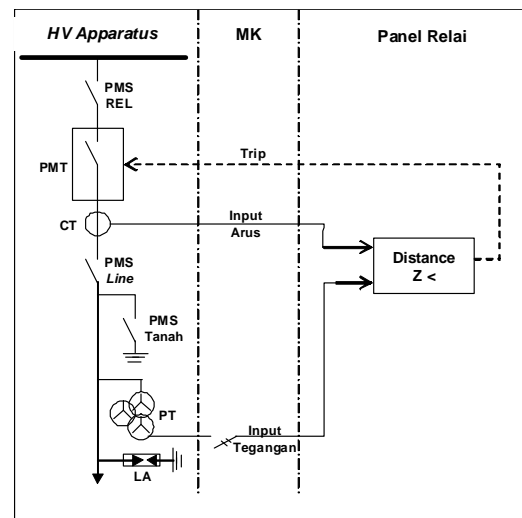 HV Apparatus
MK
Panel Relai
PMS
REL
Trip
PMT
CT
Input
Arus
Distance
Z <
PMS
Line
PMS
Tanah
PT
Input
Tegangan
LA